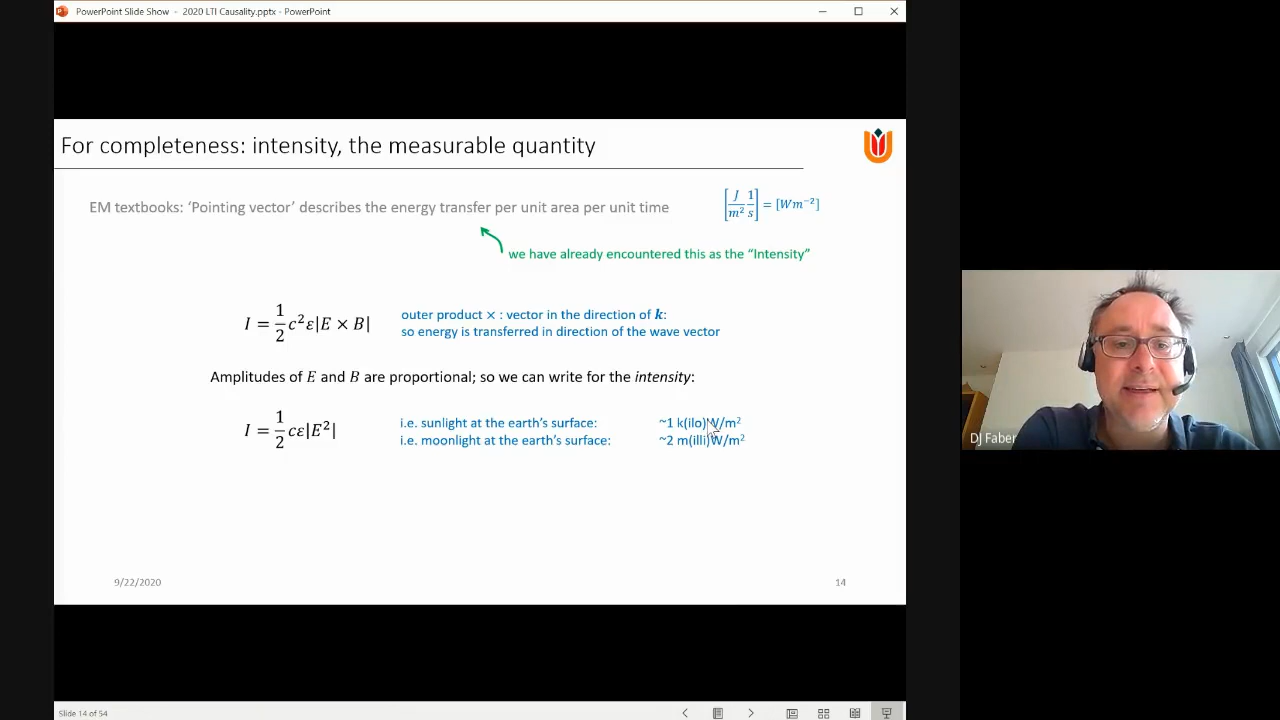 PowerPoint Slide Show - 2020 LTI Causality.pptx - PowerPoint
For completeness: intensity, the measurable quantity
EM textbooks: 'Pointing vector' describes the energy transfer per unit area per unit time
[J/m² 1/s] = [Wm⁻²]
we have already encountered this as the "Intensity"
I = 1/2 c²ε|E × B|
outer product × : vector in the direction of k:
so energy is transferred in direction of the wave vector
Amplitudes of E and B are proportional; so we can write for the intensity:
I = 1/2 cε|E²|
i.e. sunlight at the earth's surface: ~1 k(ilo)W/m²
i.e. moonlight at the earth's surface: ~2 m(illi)W/m²
9/22/2020
14
Slide 14 of 54
DJ Faber